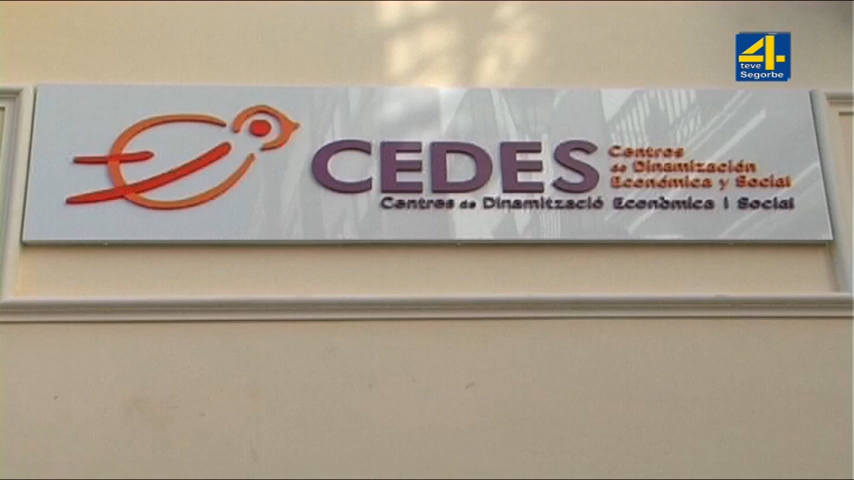 4
teve
Segorbe
CEDES
Centros
de Dinamización
Económica y Social
Centres de Dinamització Econòmica i Social